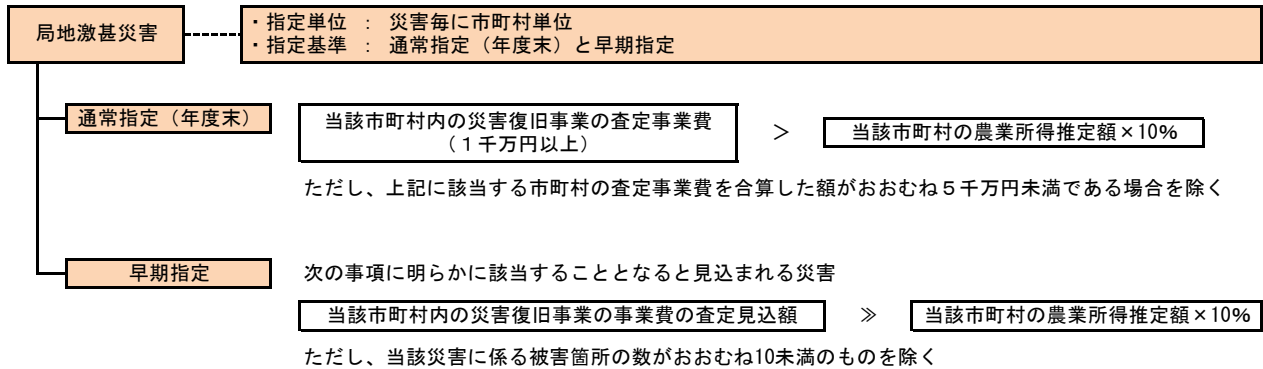 局地激甚災害
・指定単位 : 災害毎に市町村単位
・指定基準 : 通常指定（年度末）と早期指定
通常指定（年度末）
当該市町村内の災害復旧事業の査定事業費
（１千万円以上）
＞
当該市町村の農業所得推定額×10%
ただし、上記に該当する市町村の査定事業費を合算した額がおおむね５千万円未満である場合を除く
早期指定
次の事項に明らかに該当することとなると見込まれる災害
当該市町村内の災害復旧事業の事業費の査定見込額
≫
当該市町村の農業所得推定額×10%
ただし、当該災害に係る被害箇所の数がおおむね10未満のものを除く